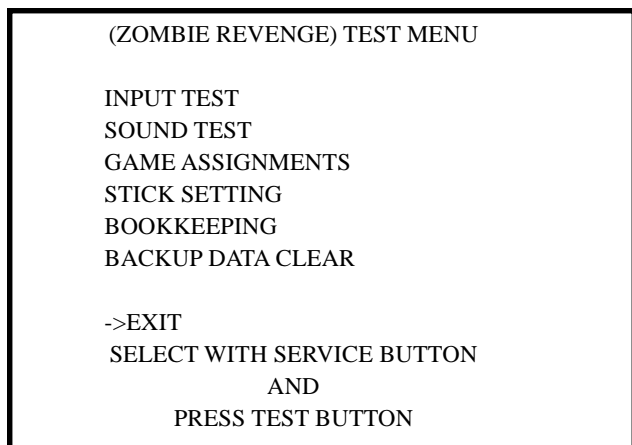 (ZOMBIE REVENGE) TEST MENU
INPUT TEST
SOUND TEST
GAME ASSIGNMENTS
STICK SETTING
BOOKKEEPING
BACKUP DATA CLEAR
->EXIT
SELECT WITH SERVICE BUTTON
AND
PRESS TEST BUTTON